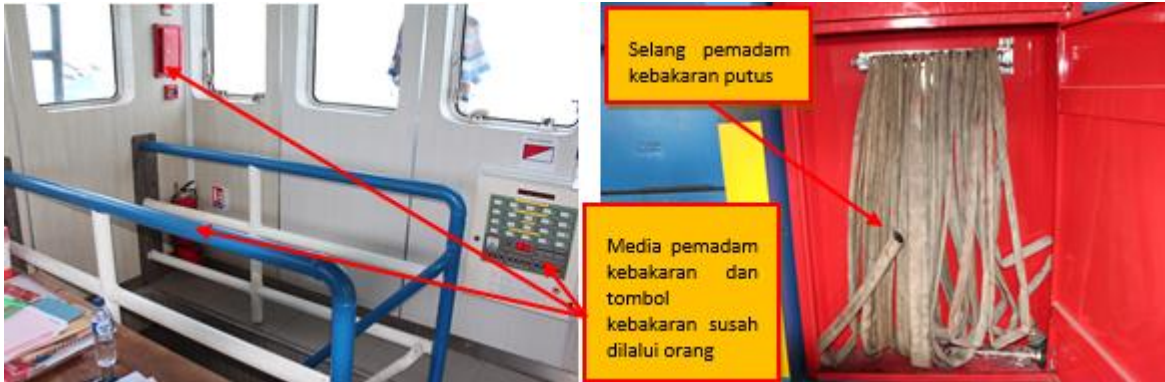 Selang pemadam
kebakaran putus
Media pemadam
kebakaran dan
tombol
kebakaran susah
dilalui orang